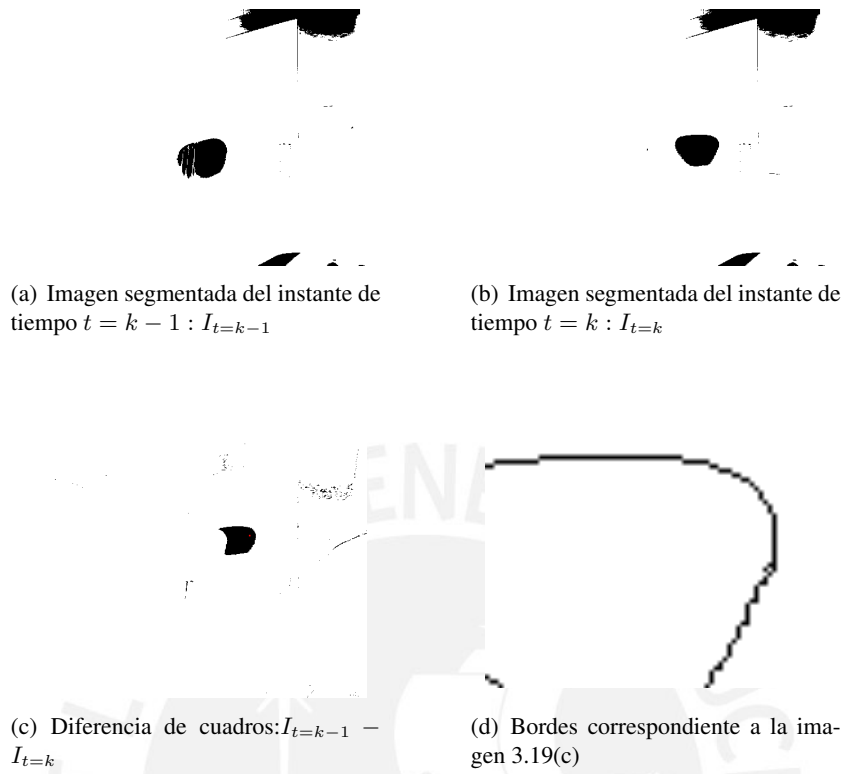 (a) Imagen segmentada del instante de
tiempo t = k − 1 : I_{t=k−1}
(b) Imagen segmentada del instante de
tiempo t = k : I_{t=k}
ENE
(c) Diferencia de cuadros:I_{t=k−1} −
I_{t=k}
(d) Bordes correspondiente a la ima-
gen 3.19(c)